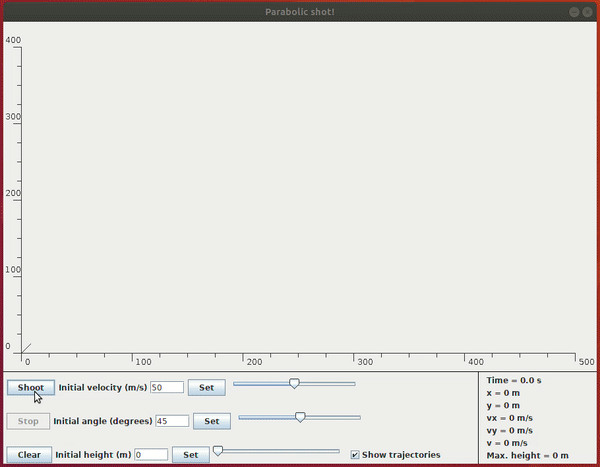 Parabolic shot!
400
300
200
100
0
0 100 200 300 400 500
Shoot Initial velocity (m/s) 50 Set
Stop Initial angle (degrees) 45 Set
Clear Initial height (m) 0 Set Show trajectories
Time = 0.0 s
x = 0 m
y = 0 m
vx = 0 m/s
vy = 0 m/s
v = 0 m/s
Max. height = 0 m